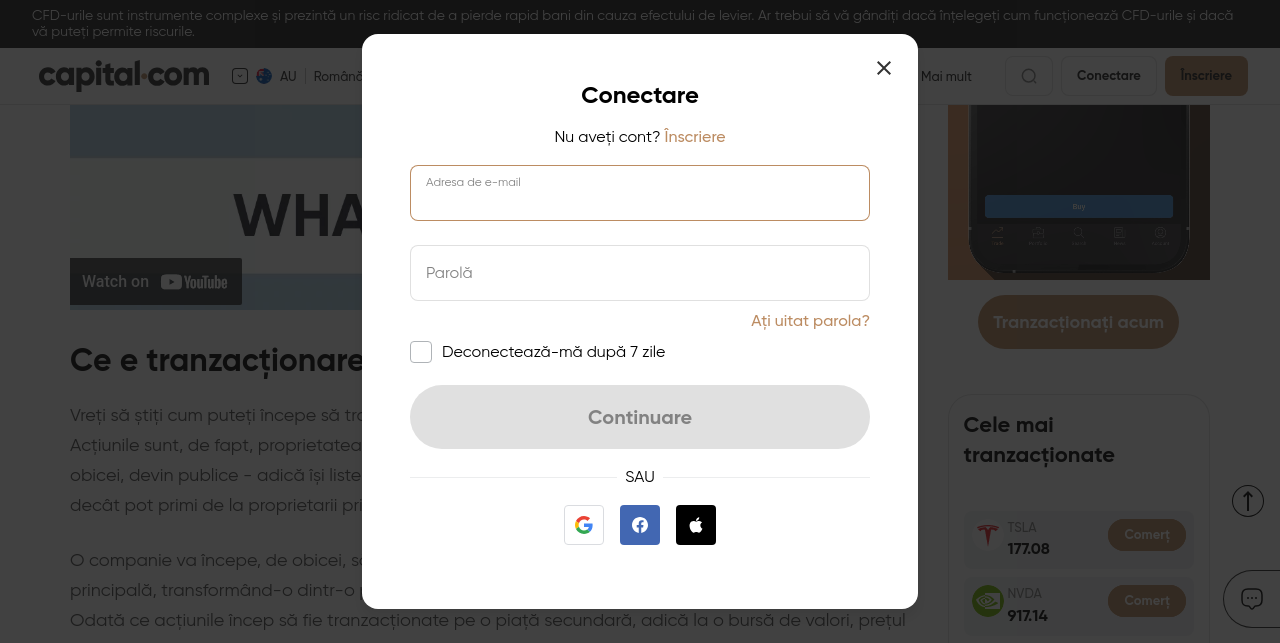 CFD-urile sunt instrumente complexe și prezintă un risc ridicat de a pierde rapid bani din cauza efectului de levier. Ar trebui să vă gândiți dacă înțelegeți cum funcționează CFD-urile și dacă
vă puteți permite riscurile.
capital.com
AU
Română
Mai mult
Conectare
Înscriere
Conectare
Nu aveți cont? Înscriere
Adresa de e-mail
Parolă
Ați uitat parola?
Deconectează-mă după 7 zile
Continuare
SAU
WHA
Watch on YouTube
Ce e tranzacționare
Vreți să știți cum puteți începe să
Acțiunile sunt, de fapt, proprietatea
obicei, devin publice - adică își
decât pot primi de la proprietarii
O companie va începe, de obicei,
principală, transformând-o dintr-o
Odată ce acțiunile încep să fie tranzacționate pe o piață secundară, adică la o bursă de valori, prețul
Buy
Tranzacționați acum
Cele mai
tranzacționate
TSLA
177.08
Comerț
NVDA
917.14
Comerț